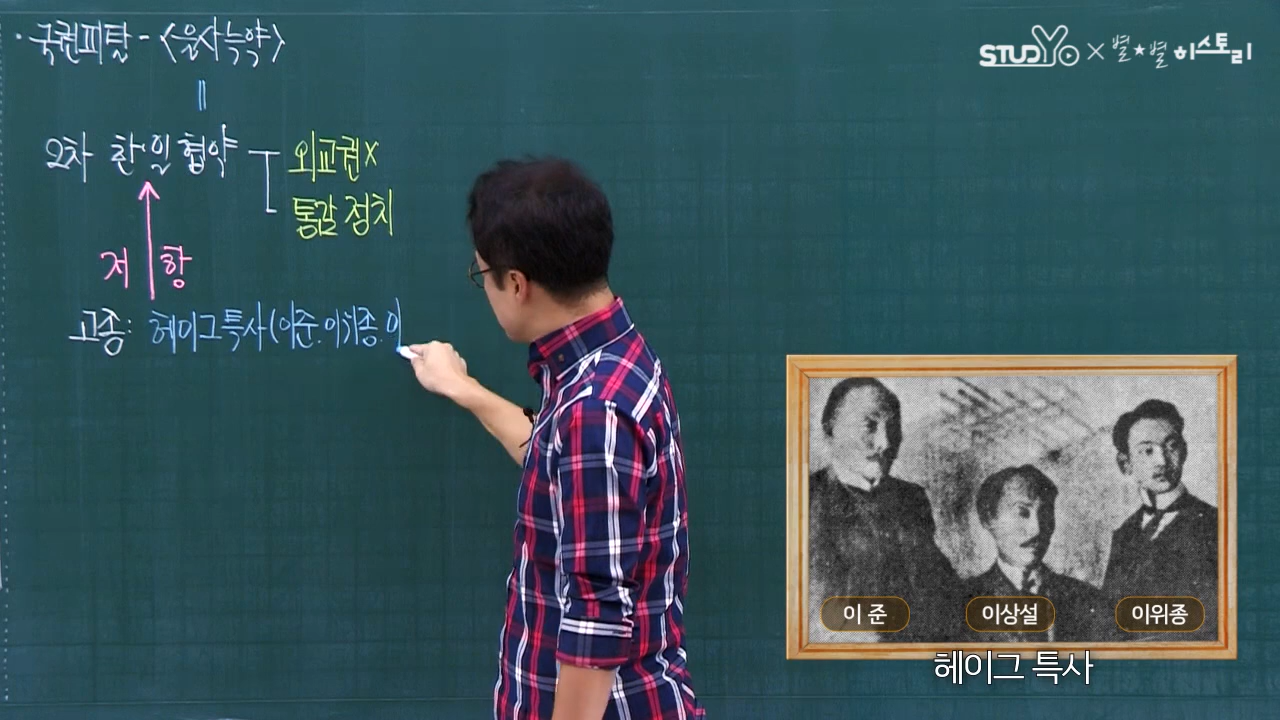 · 국권피탈 - <을사늑약>
=
2차 한·일 협약
외교권 X
통감 정치
저항
고종: 헤이그특사(이준. 이위종. 이
STUDYO × 별★별 히스토리
이 준
이상설
이위종
헤이그 특사